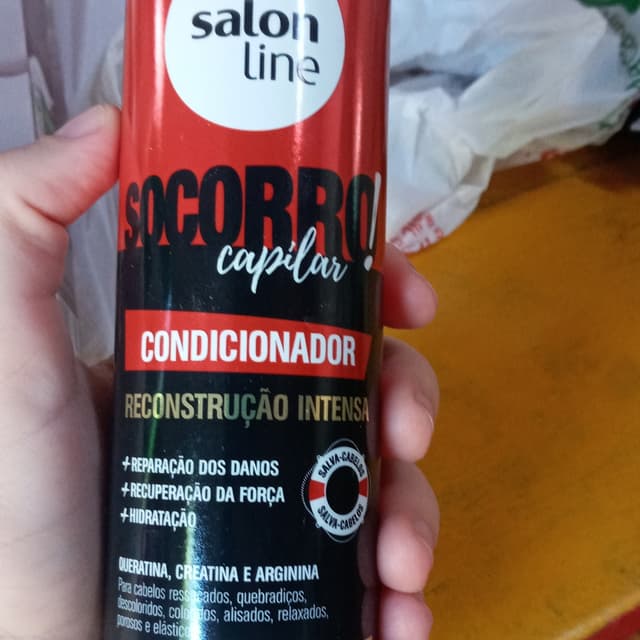 salon
line
SOCORRO!
capilar
CONDICIONADOR
RECONSTRUÇÃO INTENSA
+REPARAÇÃO DOS DANOS
+RECUPERAÇÃO DA FORÇA
+HIDRATAÇÃO
SALVA-CABELOS
SALVA-CABELOS
QUERATINA, CREATINA E ARGININA
Para cabelos ressecados, quebradiços,
descoloridos, coloridos, alisados, relaxados,
porosos e elástic